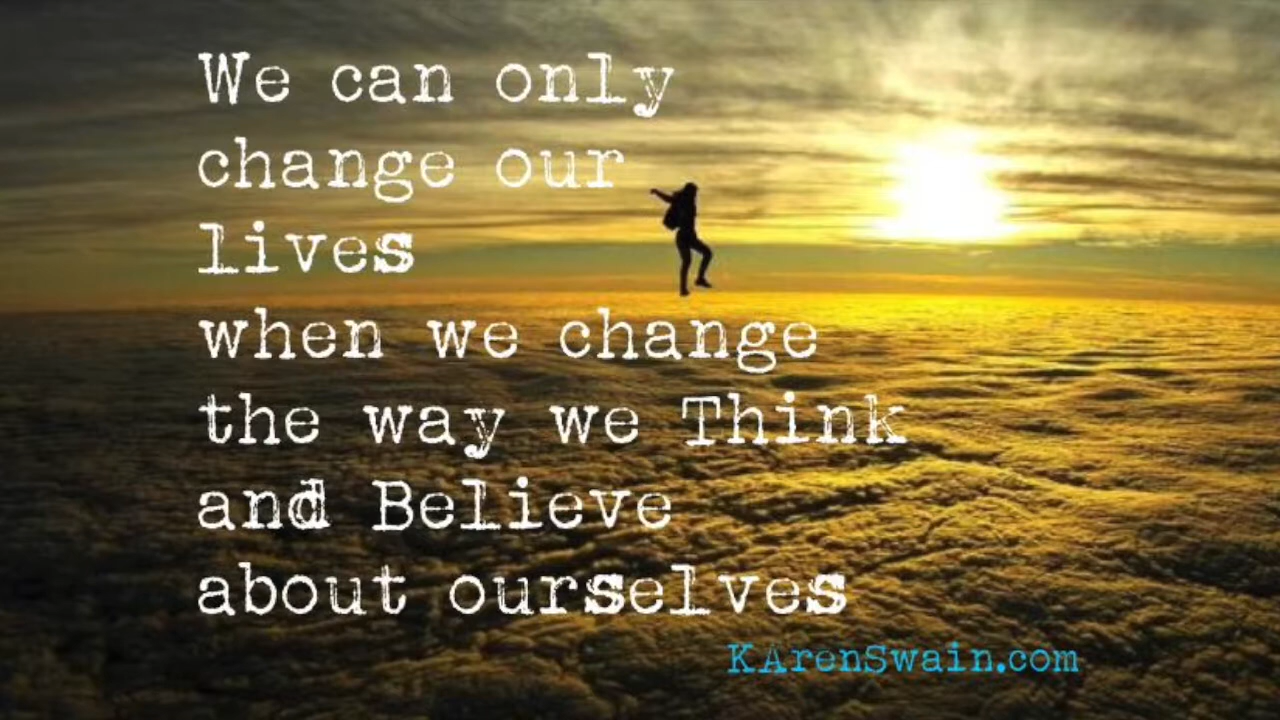 We can only
change our
lives
when we change
the way we Think
and Believe
about ourselves
KArenSwain.com